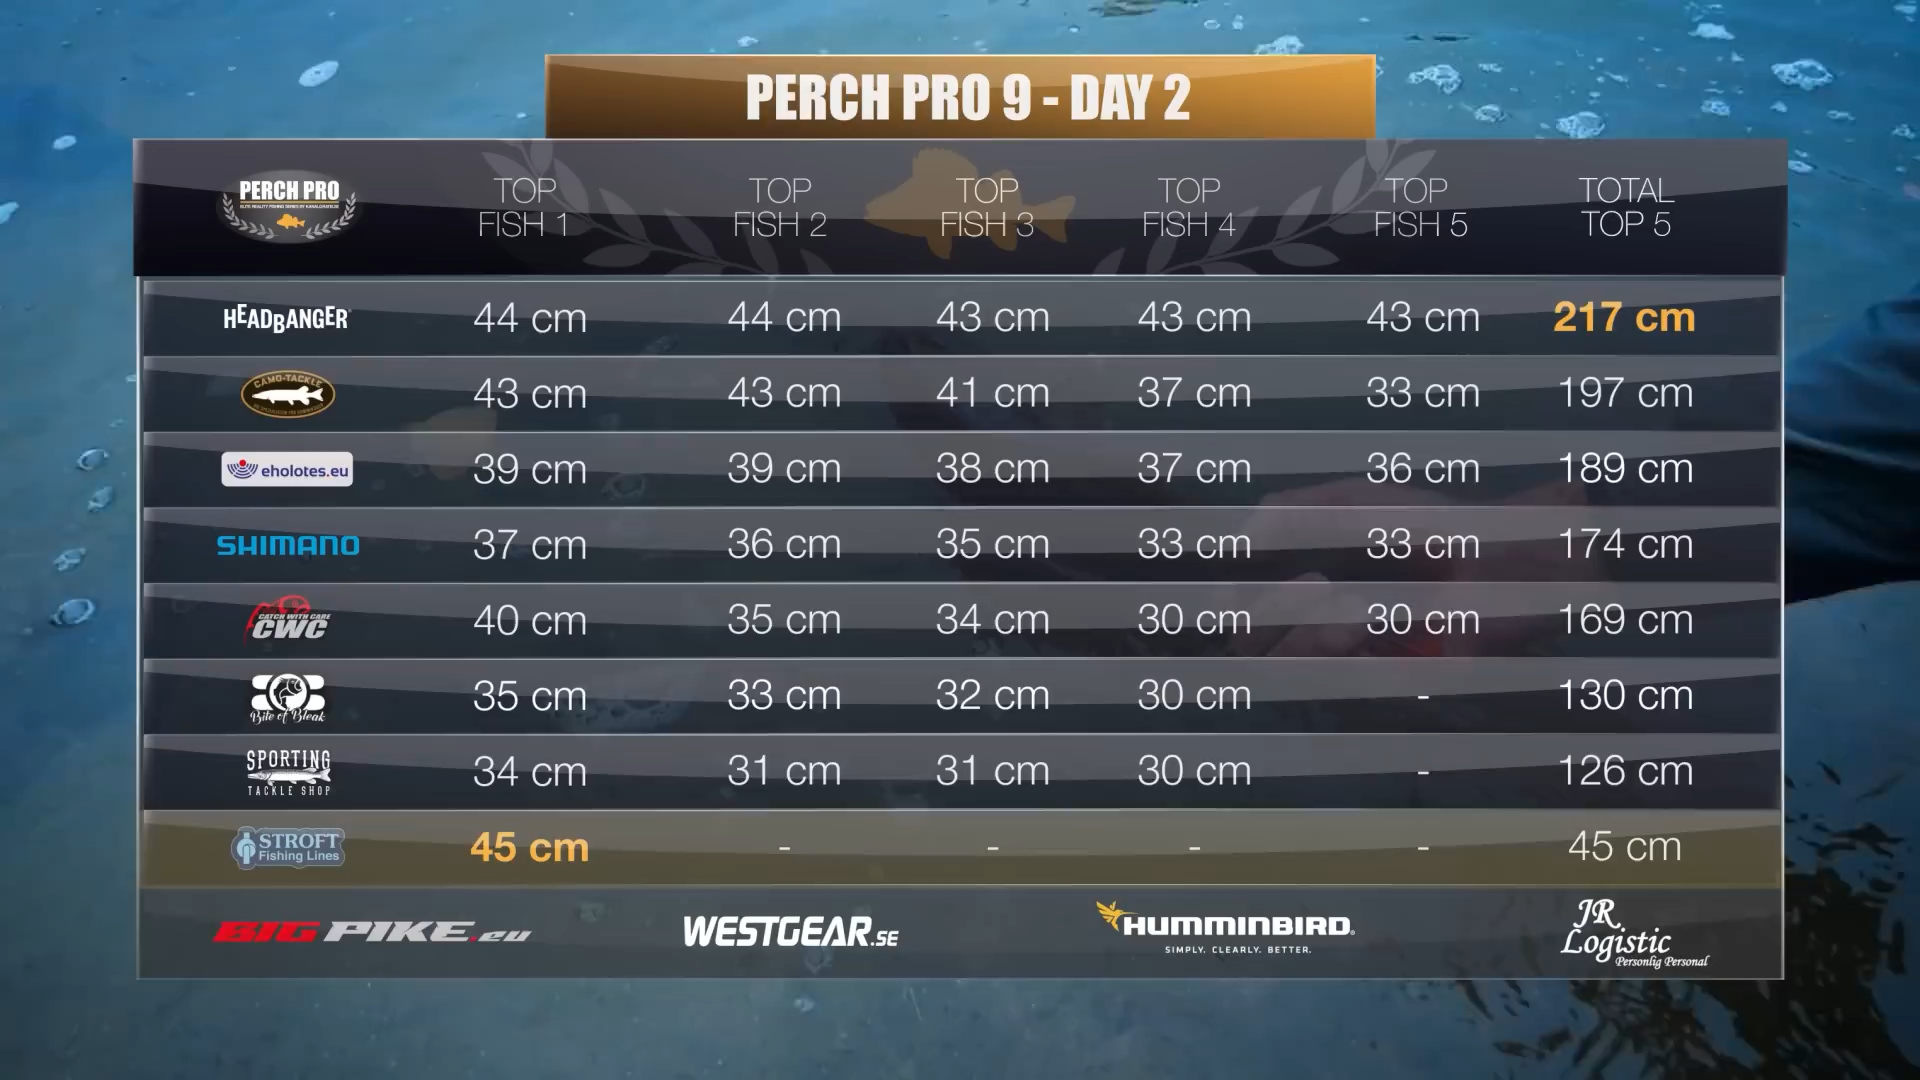 PERCH PRO 9 - DAY 2
PERCH PRO
TOP FISH 1
TOP FISH 2
TOP FISH 3
TOP FISH 4
TOP FISH 5
TOTAL TOP 5
HEADBANGER 44 cm 44 cm 43 cm 43 cm 43 cm 217 cm
CAMO-TACKLE 43 cm 43 cm 41 cm 37 cm 33 cm 197 cm
eholotes.eu 39 cm 39 cm 38 cm 37 cm 36 cm 189 cm
SHIMANO 37 cm 36 cm 35 cm 33 cm 33 cm 174 cm
CATCH WITH CARE
CWC 40 cm 35 cm 34 cm 30 cm 30 cm 169 cm
Bite of Bleak 35 cm 33 cm 32 cm 30 cm - 130 cm
SPORTING
TACKLE SHOP 34 cm 31 cm 31 cm 30 cm - 126 cm
STROFT
Fishing Lines 45 cm - - - - 45 cm
BIG PIKE.eu
WESTGEAR.SE
HUMMINBIRD®
SIMPLY. CLEARLY. BETTER.
JR
Logistic
Personlig Personal